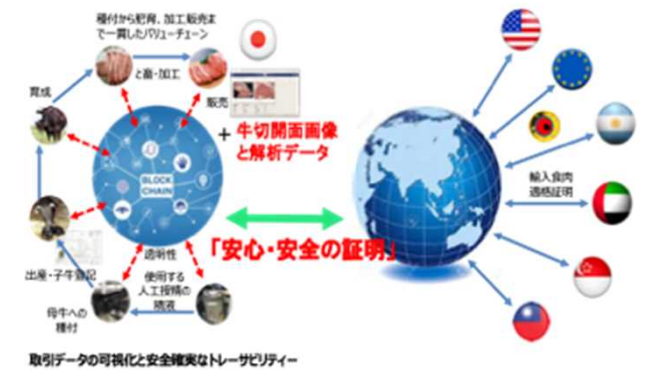 種付から肥育、加工販売ま
で一貫したバリューチェーン
と畜・加工
育成
販売
+ 牛切開面画像
と解析データ
BLOCK
CHAIN
輸入食肉
適格証明
「安心・安全の証明」
透明性
出産・子牛登記
使用する
人工授精の
精液
母牛への
種付
取引データの可視化と安全確実なトレーサビリティー